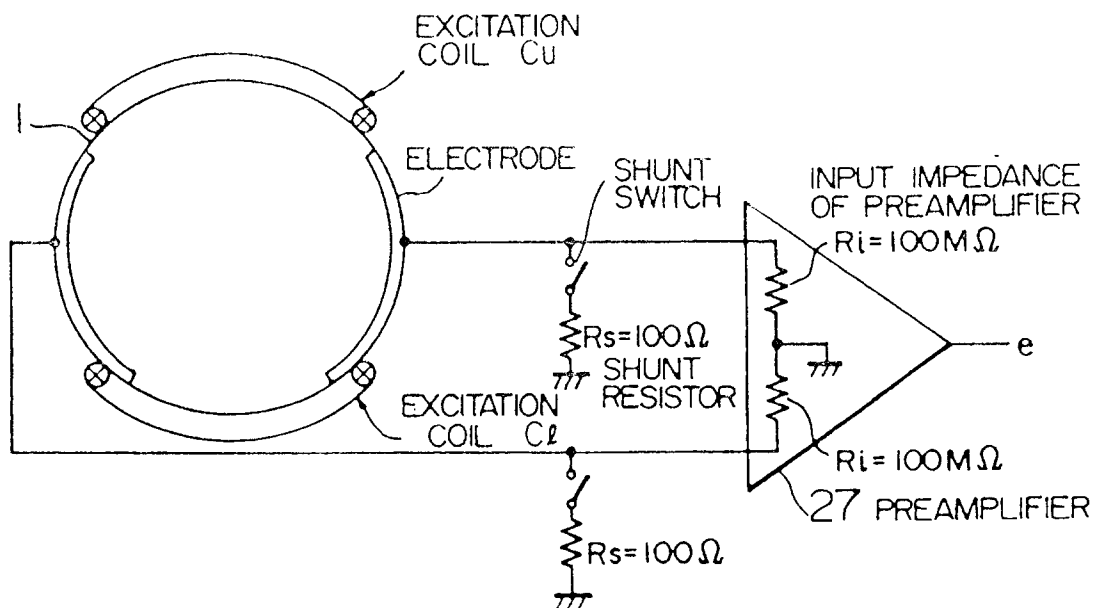 EXCITATION
COIL Cu
1
ELECTRODE
SHUNT
SWITCH
INPUT IMPEDANCE
OF PREAMPLIFIER
Ri=100MΩ
Rs=100Ω
SHUNT
RESISTOR
e
EXCITATION
COIL Cℓ
Ri=100MΩ
27 PREAMPLIFIER
Rs=100Ω